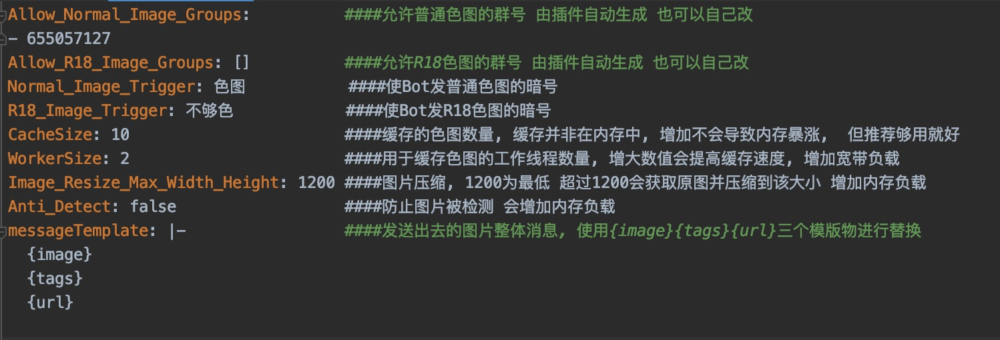 Allow_Normal_Image_Groups: ####允许普通色图的群号 由插件自动生成 也可以自己改
- 655057127
Allow_R18_Image_Groups: [] ####允许R18色图的群号 由插件自动生成 也可以自己改
Normal_Image_Trigger: 色图 ####使Bot发普通色图的暗号
R18_Image_Trigger: 不够色 ####使Bot发R18色图的暗号
CacheSize: 10 ####缓存的色图数量, 缓存并非在内存中, 增加不会导致内存暴涨, 但推荐够用就好
WorkerSize: 2 ####用于缓存色图的工作线程数量, 增大数值会提高缓存速度, 增加宽带负载
Image_Resize_Max_Width_Height: 1200 ####图片压缩, 1200为最低 超过1200会获取原图并压缩到该大小 增加内存负载
Anti_Detect: false ####防止图片被检测 会增加内存负载
messageTemplate: |- ####发送出去的图片整体消息, 使用{image}{tags}{url}三个模版物进行替换
{image}
{tags}
{url}